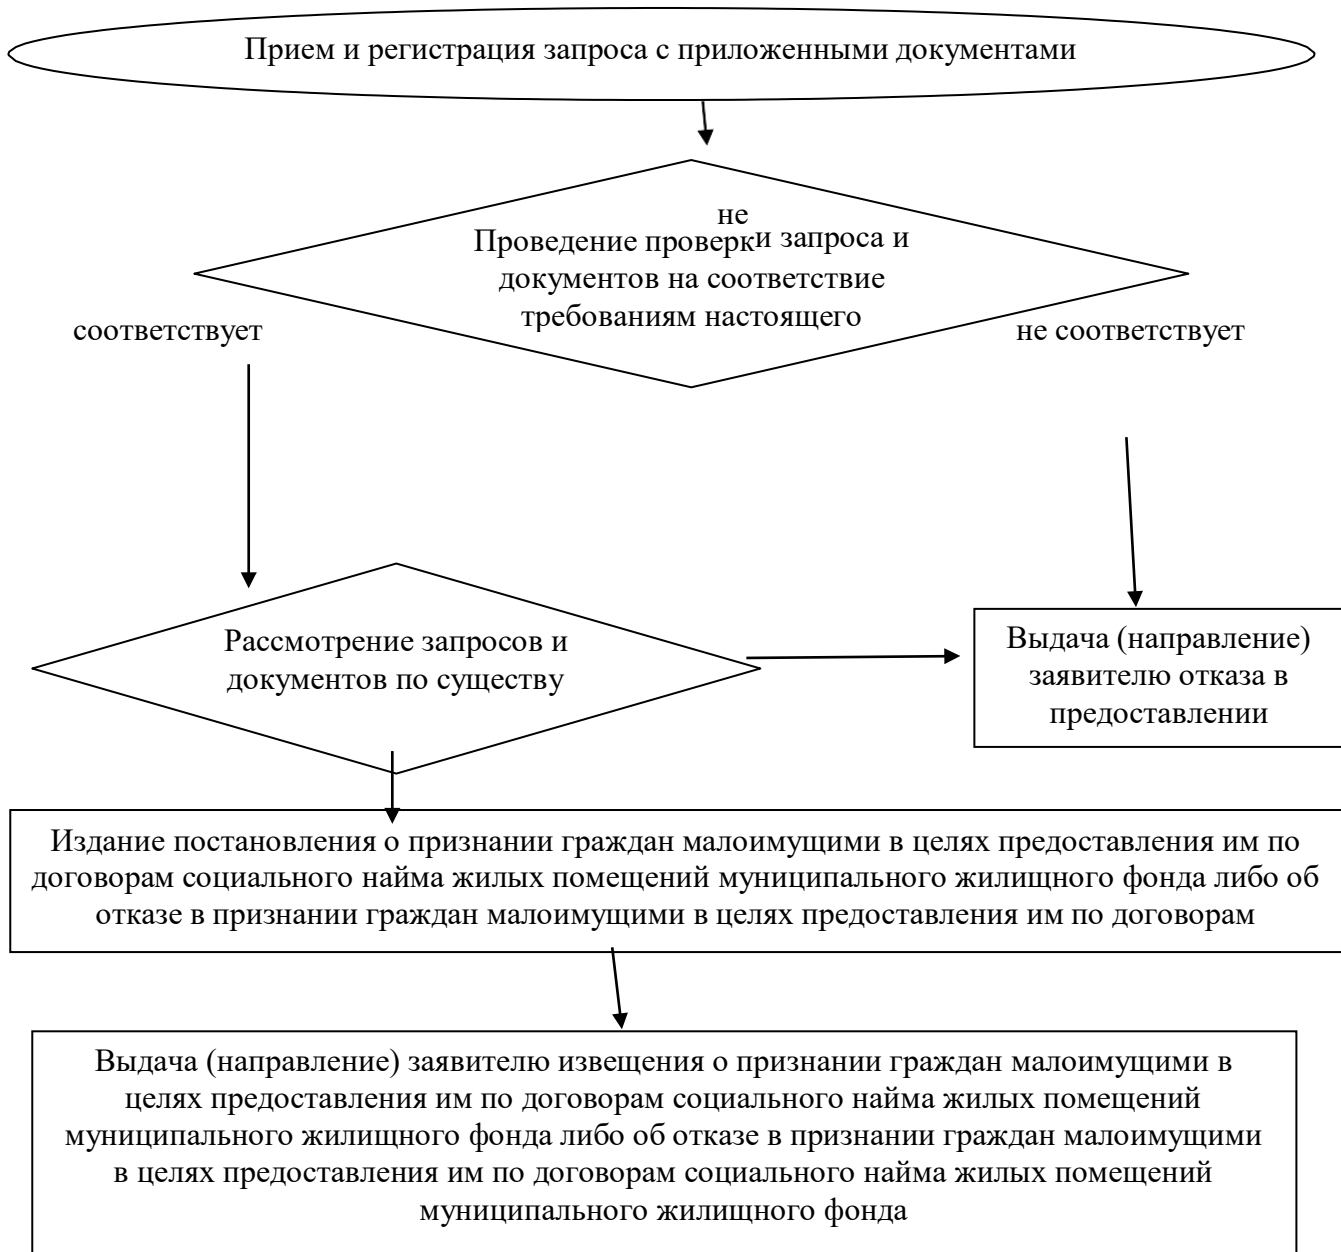 Прием и регистрация запроса с приложенными документами
не
Проведение проверки запроса и
документов на соответствие
требованиям настоящего
соответствует
не соответствует
Рассмотрение запросов и
документов по существу
Выдача (направление)
заявителю отказа в
предоставлении
Издание постановления о признании граждан малоимущими в целях предоставления им по
договорам социального найма жилых помещений муниципального жилищного фонда либо об
отказе в признании граждан малоимущими в целях предоставления им по договорам
Выдача (направление) заявителю извещения о признании граждан малоимущими в
целях предоставления им по договорам социального найма жилых помещений
муниципального жилищного фонда либо об отказе в признании граждан малоимущими
в целях предоставления им по договорам социального найма жилых помещений
муниципального жилищного фонда